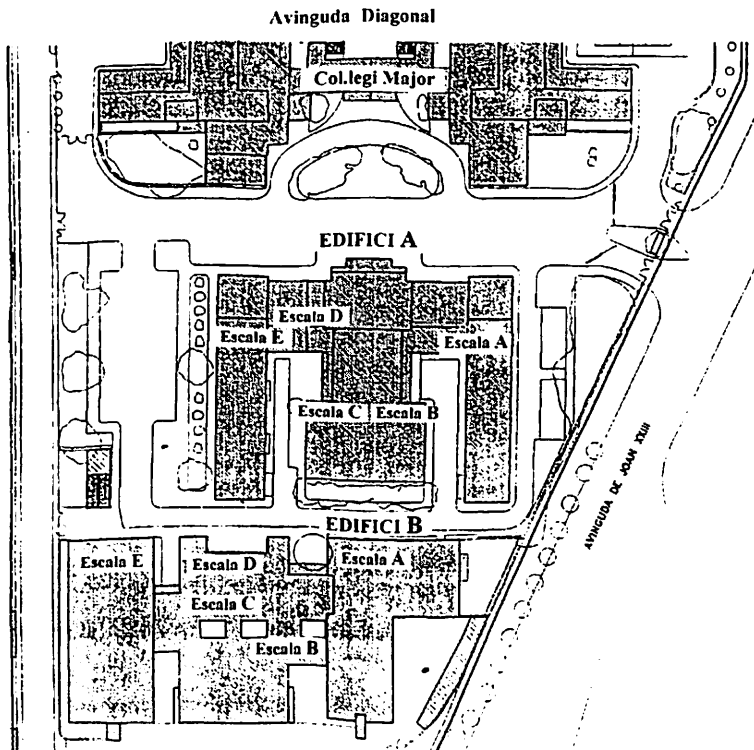 Avinguda Diagonal
Col.legi Major
EDIFICI A
Escala D
Escala E
Escala A
Escala C
Escala B
AVINGUDA DE JOAN XXIII
EDIFICI B
Escala E
Escala D
Escala A
Escala C
Escala B